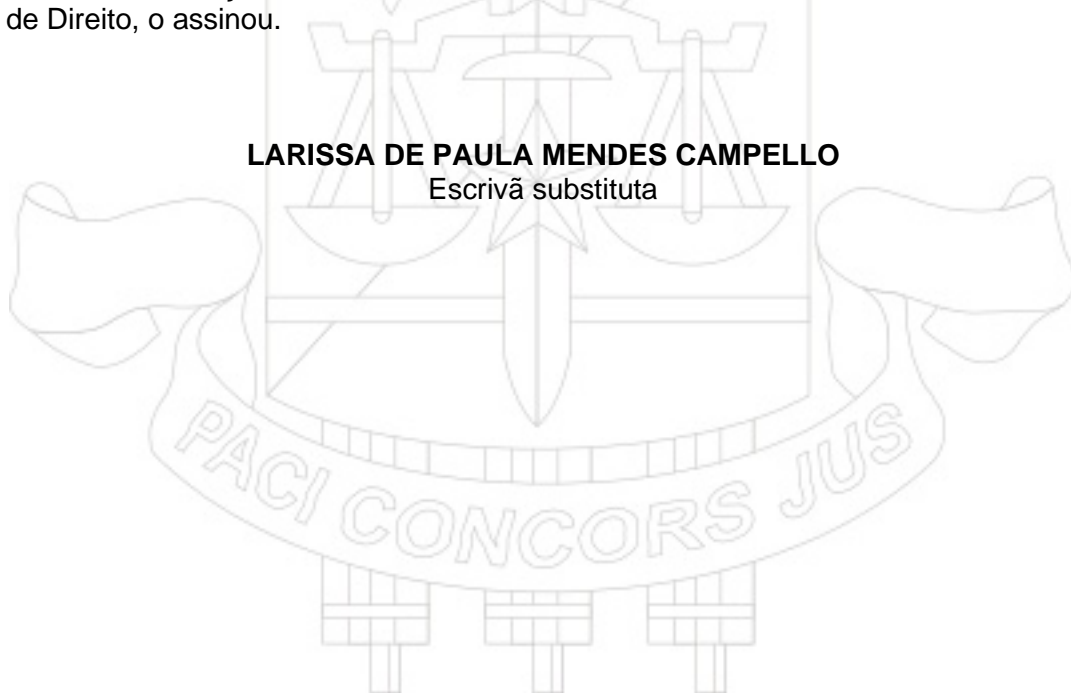 de Direito, o assinou.
LARISSA DE PAULA MENDES CAMPELLO
Escrivã substituta
PACI CONCORS JUS